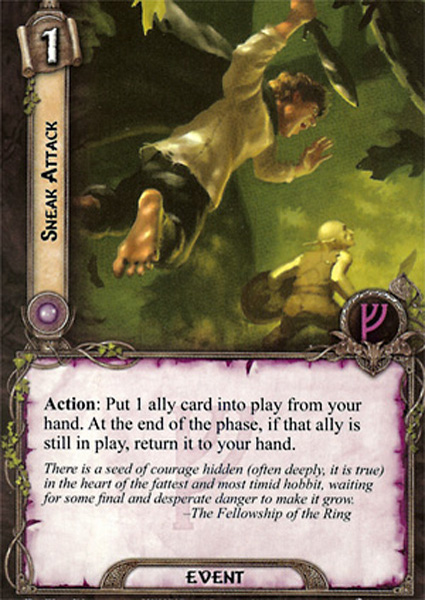 1
SNEAK ATTACK
Action: Put 1 ally card into play from your
hand. At the end of the phase, if that ally is
still in play, return it to your hand.
There is a seed of courage hidden (often deeply, it is true)
in the heart of the fattest and most timid hobbit, waiting
for some final and desperate danger to make it grow.
–The Fellowship of the Ring
EVENT